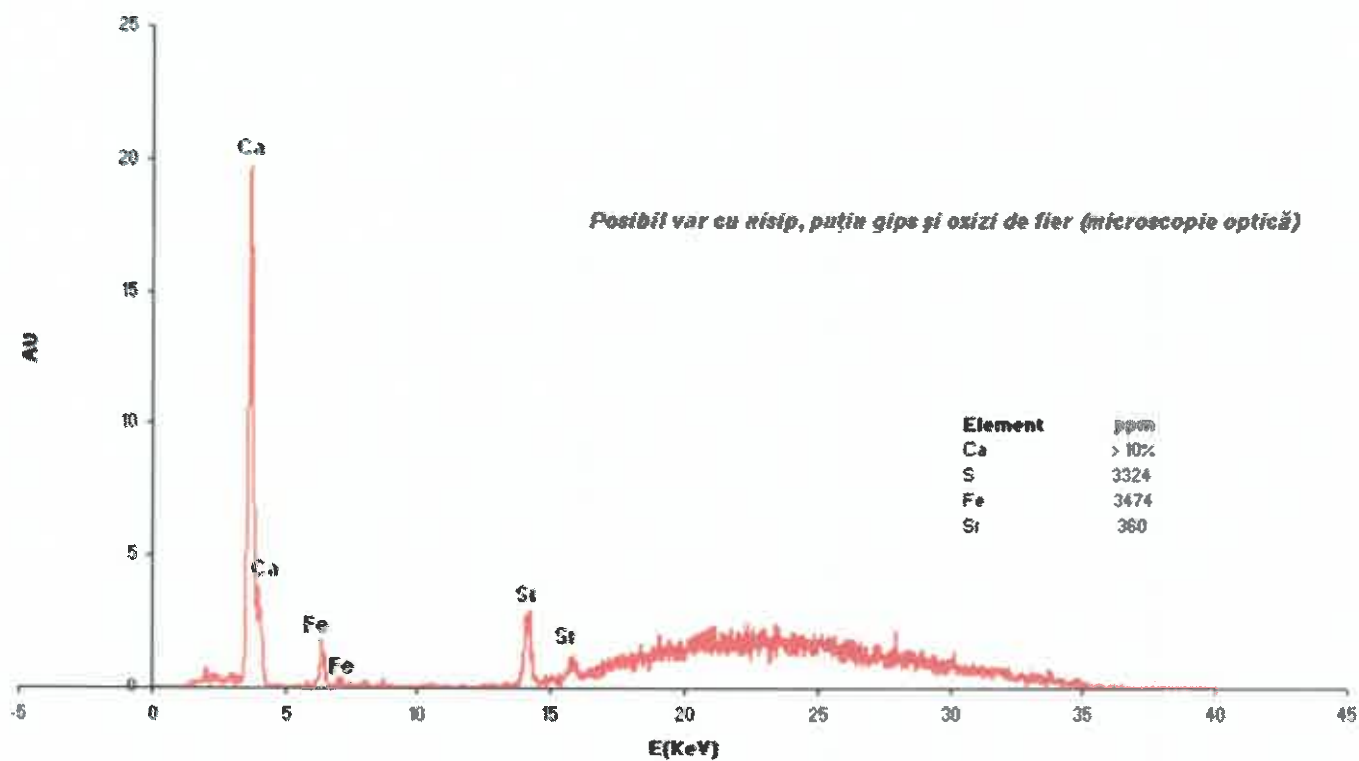 25
Ca
20
Posibil var cu nisip, puțin gips și oxizi de fier (microscopie optică)
15
AU
10
Element ppm
Ca > 10%
S 3324
Fe 3474
Sr 360
5
Ca
Sr
Fe
Sr
Fe
0
-5 0 5 10 15 20 25 30 35 40 45
E(KeV)